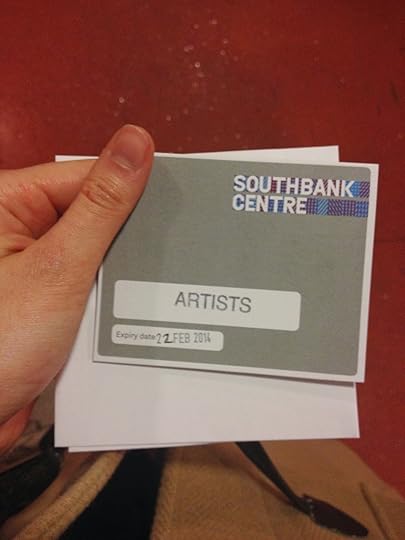 SOUTHBANK
CENTRE
ARTISTS
Expiry date 22 FEB 2014